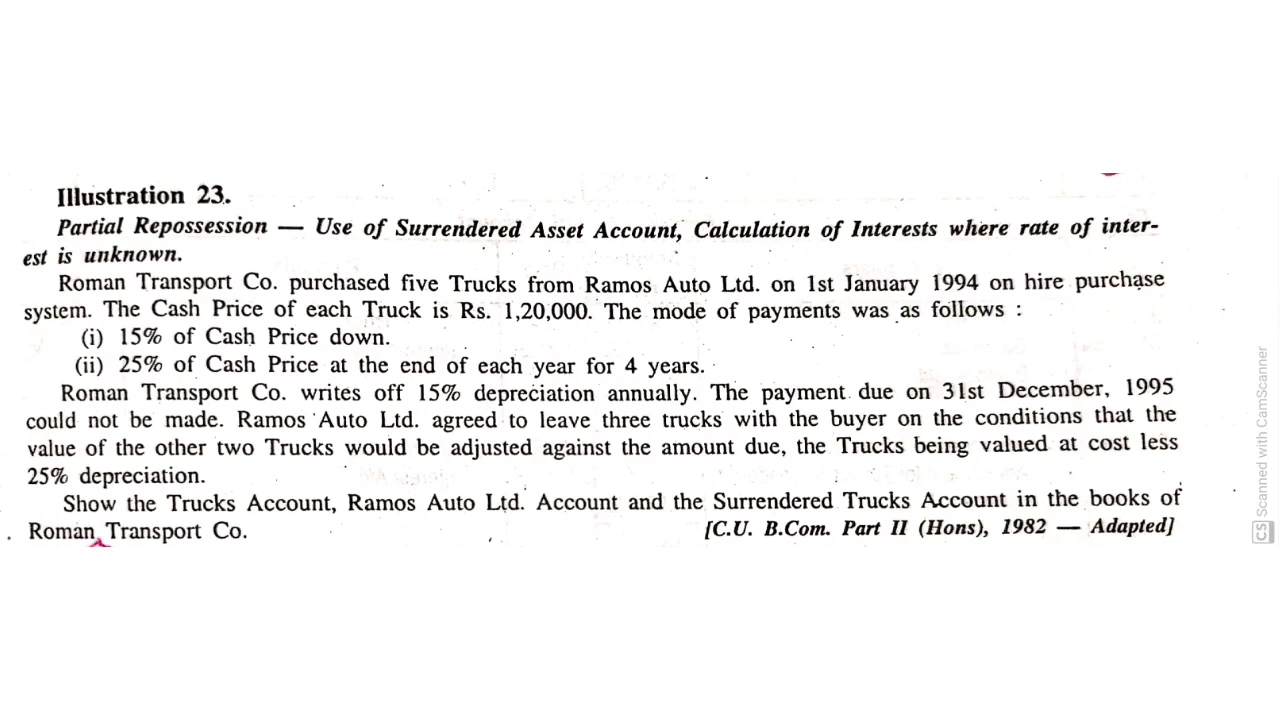 Illustration 23.
Partial Repossession — Use of Surrendered Asset Account, Calculation of Interests where rate of inter-
est is unknown.
Roman Transport Co. purchased five Trucks from Ramos Auto Ltd. on 1st January 1994 on hire purchase
system. The Cash Price of each Truck is Rs. 1,20,000. The mode of payments was as follows :
(i) 15% of Cash Price down.
(ii) 25% of Cash Price at the end of each year for 4 years.
Roman Transport Co. writes off 15% depreciation annually. The payment due on 31st December, 1995
could not be made. Ramos Auto Ltd. agreed to leave three trucks with the buyer on the conditions that the
value of the other two Trucks would be adjusted against the amount due, the Trucks being valued at cost less
25% depreciation.
Show the Trucks Account, Ramos Auto Ltd. Account and the Surrendered Trucks Account in the books of
Roman Transport Co. [C.U. B.Com. Part II (Hons), 1982 — Adapted]
CS Scanned with CamScanner